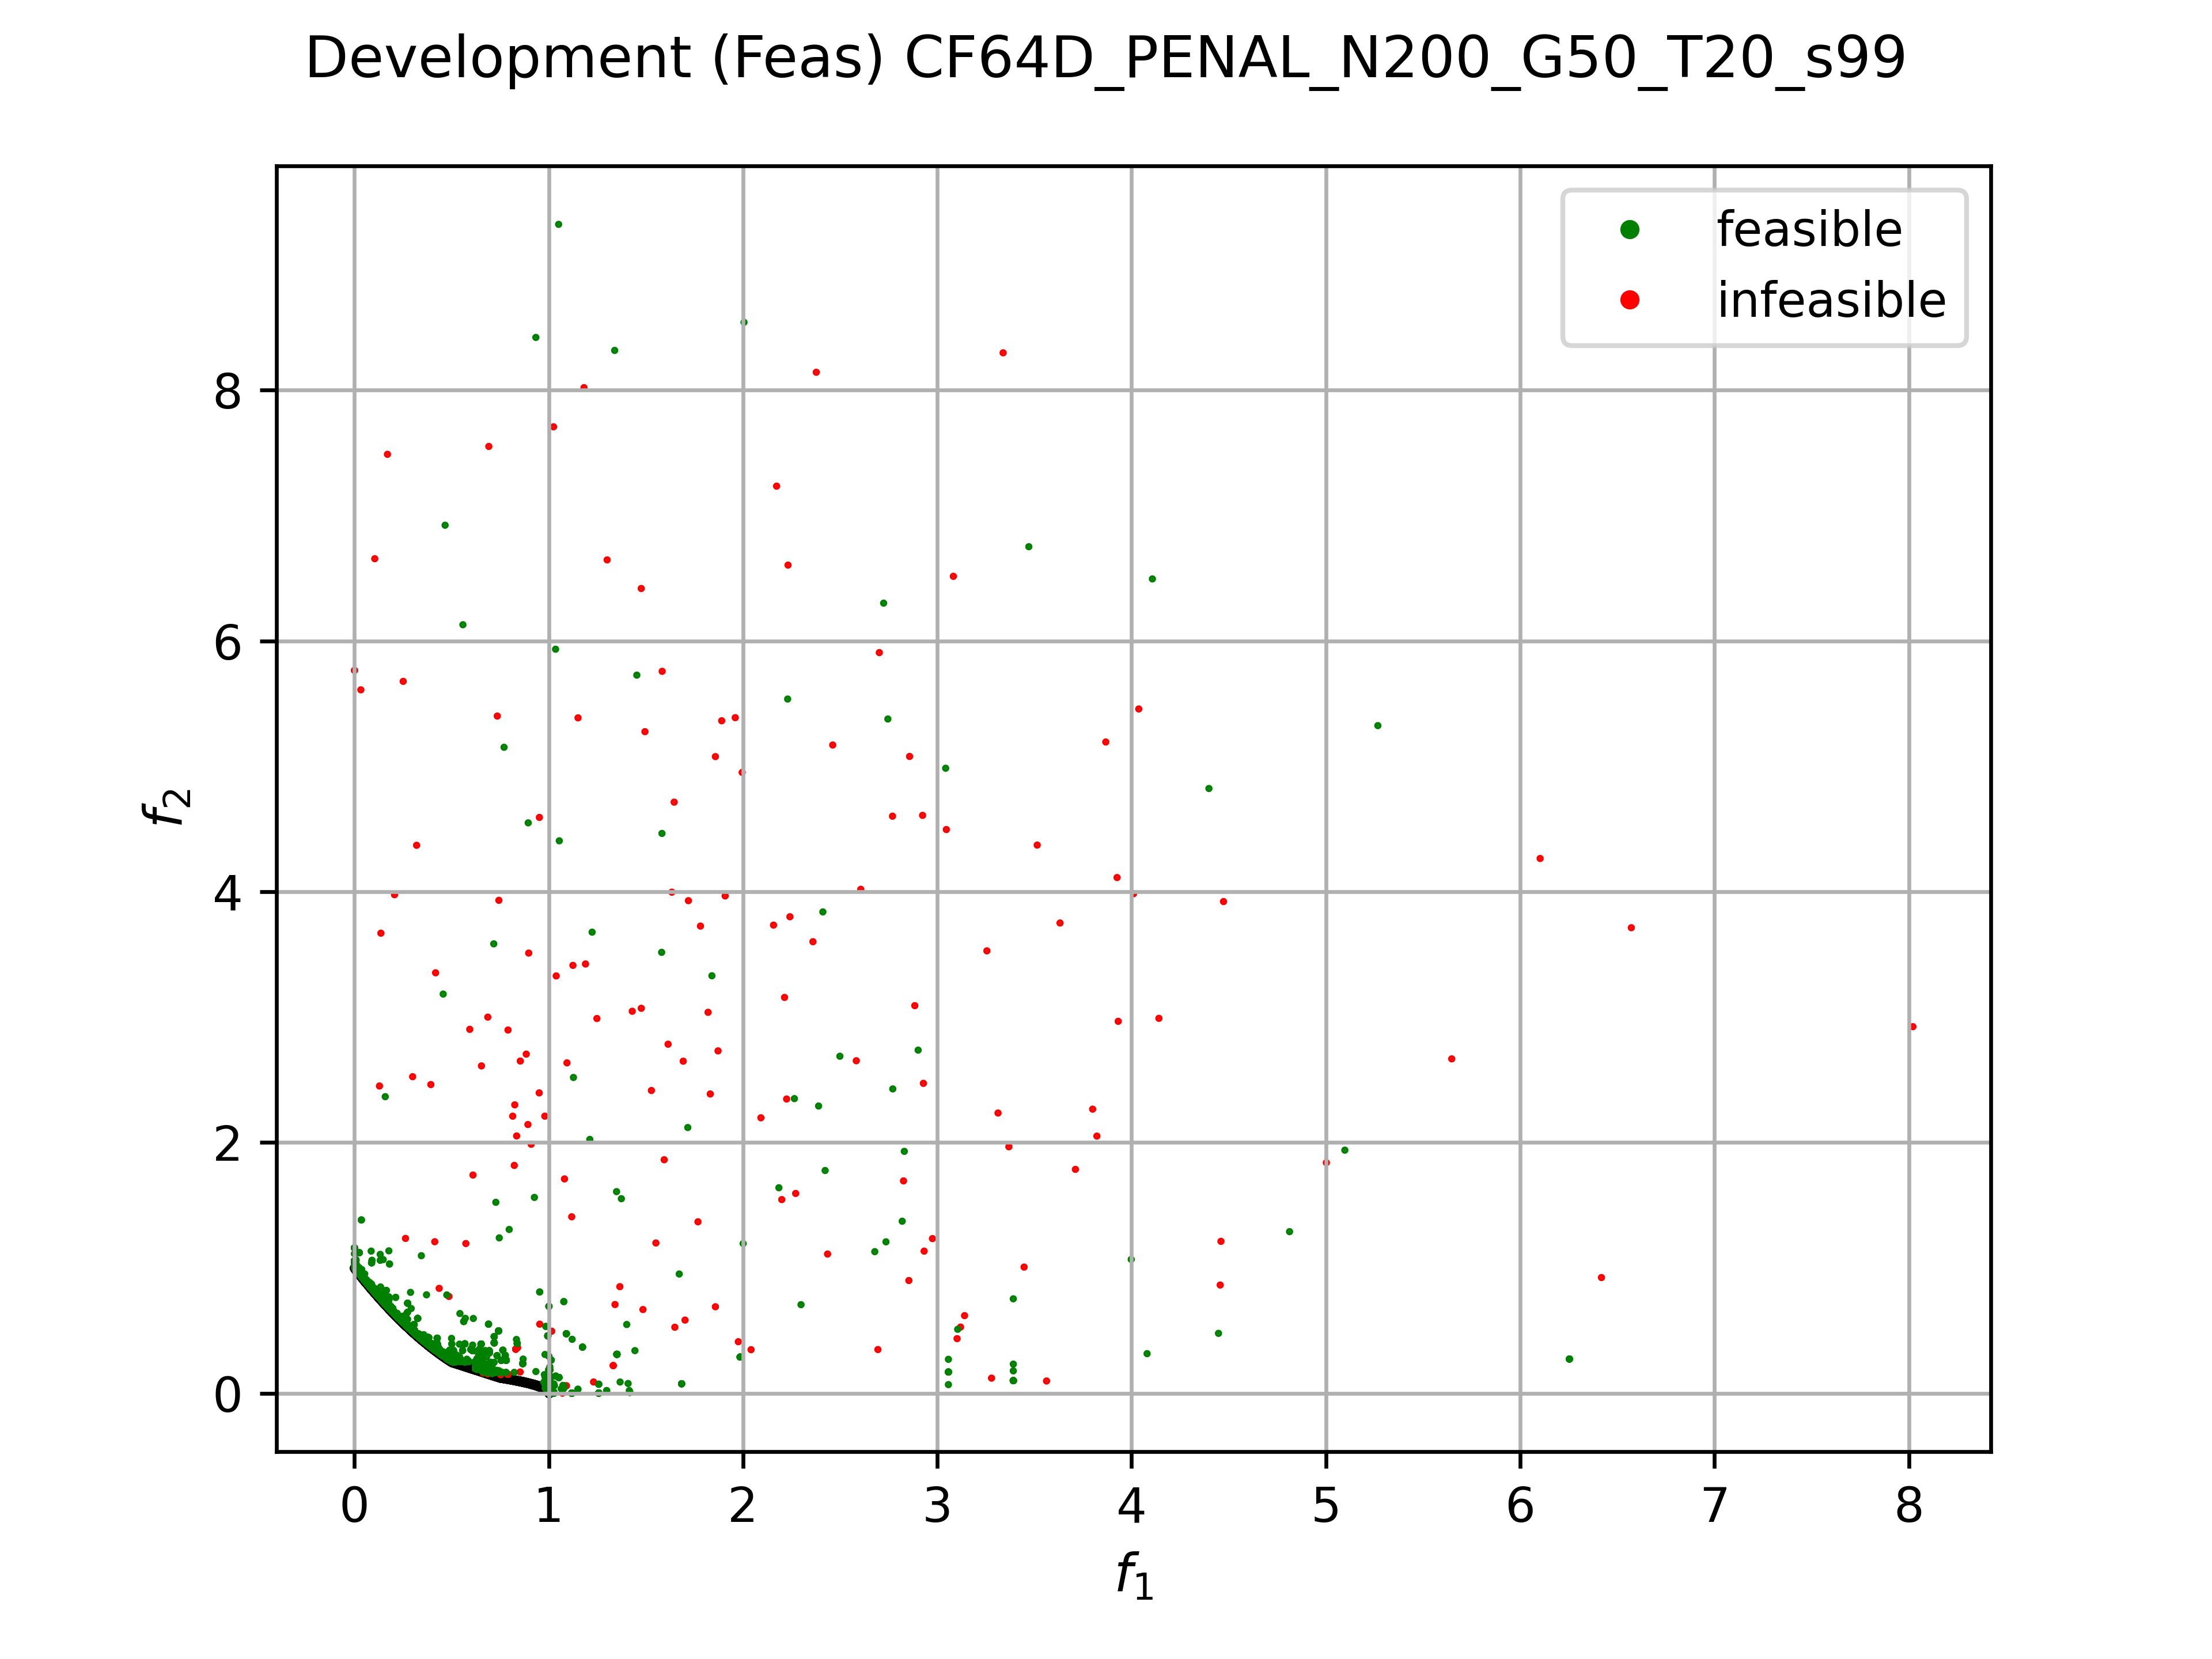 Development (Feas) CF64D_PENAL_N200_G50_T20_s99
feasible
infeasible
8
6
4
2
0
f2
0 1 2 3 4 5 6 7 8
f1